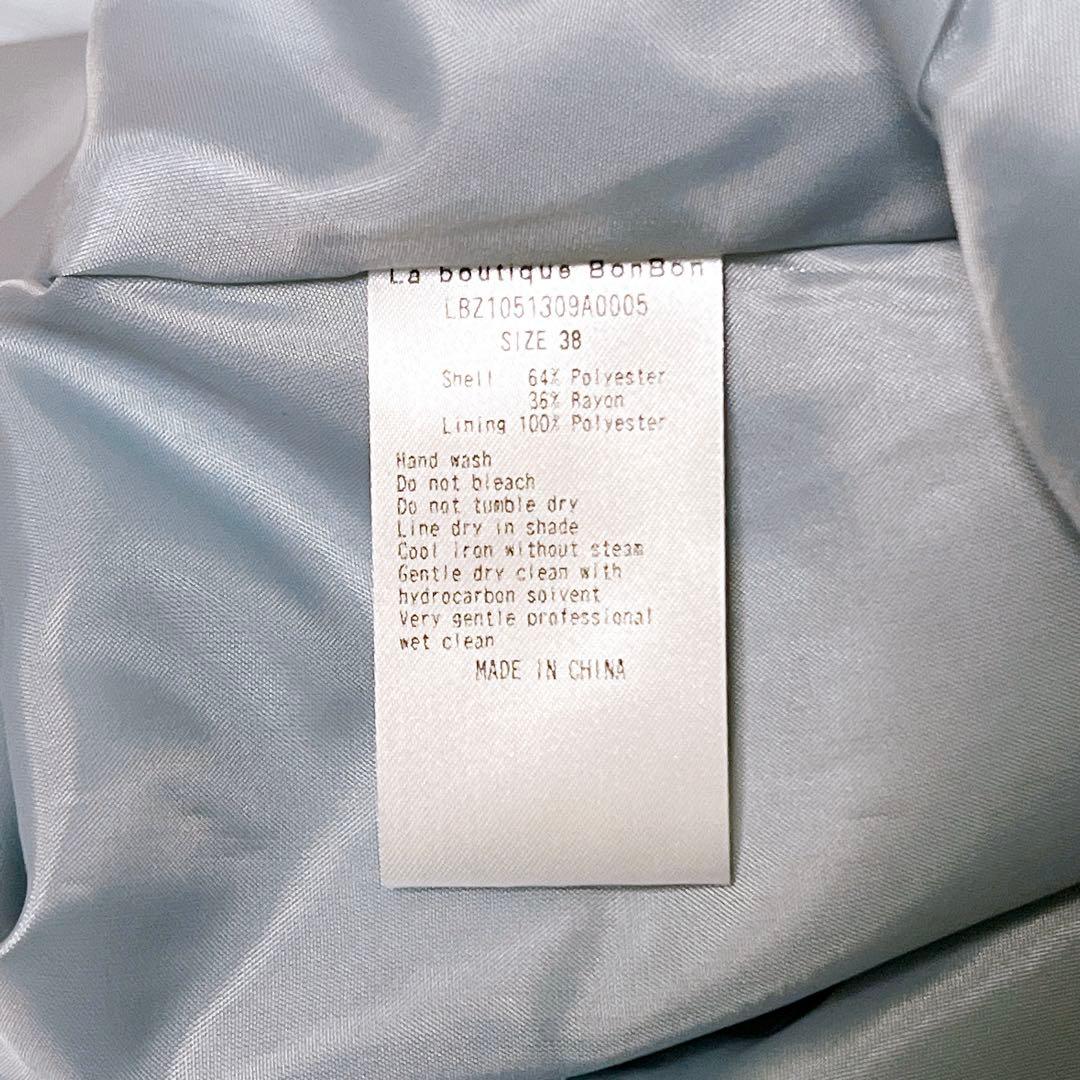 La boutique BonBon
LBZ1051309A0005
SIZE 38
Shell 64% Polyester
36% Rayon
Lining 100% Polyester
Hand wash
Do not bleach
Do not tumble dry
Line dry in shade
Cool iron without steam
Gentle dry clean with
hydrocarbon solvent
Very gentle professional
wet clean
MADE IN CHINA